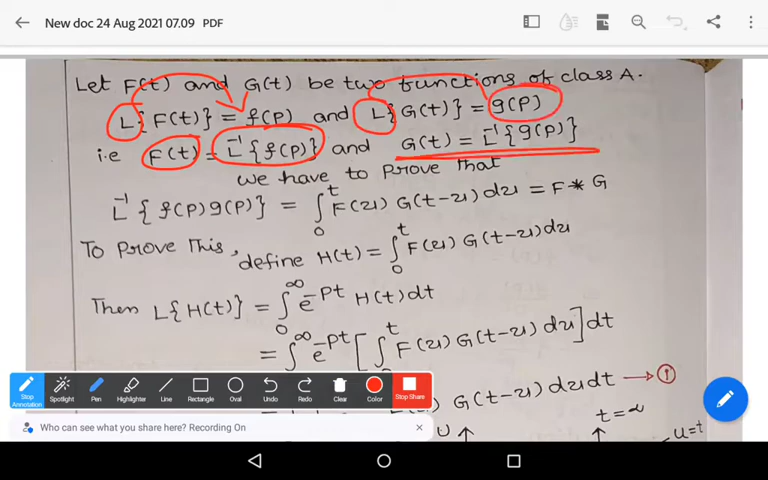 New doc 24 Aug 2021 07.09 PDF
Let F(t) and G(t) be two functions of class A.
L{F(t)} = f(p) and L{G(t)} = g(p)
i.e F(t) = L⁻¹{f(p)} and G(t) = L⁻¹{g(p)}
we have to prove that
L⁻¹{f(p)g(p)} = ∫₀ᵗ F(u) G(t-u) du = F * G
To Prove This, define H(t) = ∫₀ᵗ F(u) G(t-u) du
Then L{H(t)} = ∫₀^∞ e^-pt H(t) dt
= ∫₀^∞ e^-pt [∫ᵗ F(u) G(t-u) du] dt
G(t-u) du dt → ①
Stop Annotation Spotlight Pen Highlighter Line Rectangle Oval Undo Redo Clear Color Stop Share
Who can see what you share here? Recording On
U t=∝
u=t